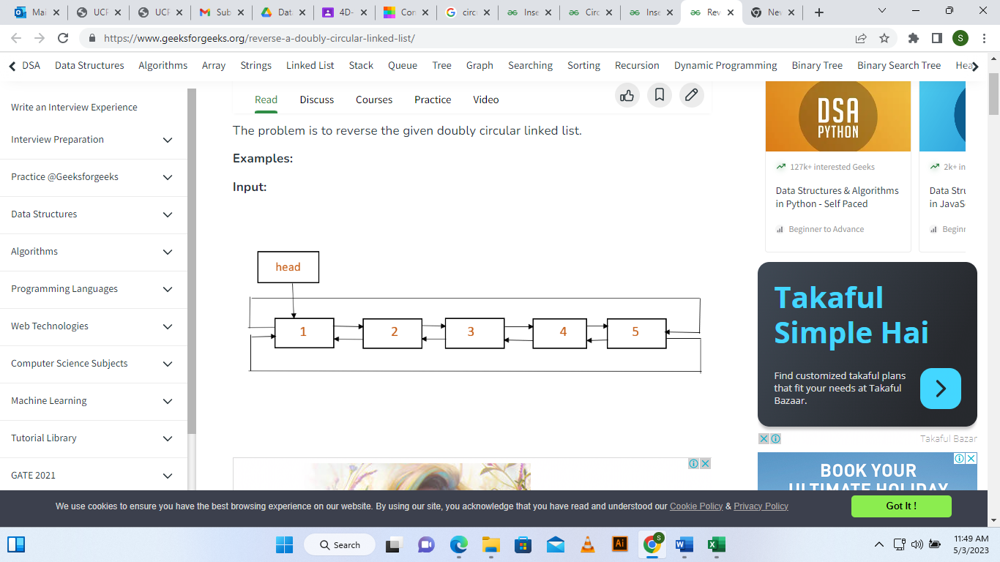 Mai
UCF
UCF
Sub
Data
4D-
Con
circ
Inse
Circ
Inse
Rev
Nev
https://www.geeksforgeeks.org/reverse-a-doubly-circular-linked-list/
S
DSA Data Structures Algorithms Array Strings Linked List Stack Queue Tree Graph Searching Sorting Recursion Dynamic Programming Binary Tree Binary Search Tree Hea
Write an Interview Experience
Interview Preparation
Practice @Geeksforgeeks
Data Structures
Algorithms
Programming Languages
Web Technologies
Computer Science Subjects
Machine Learning
Tutorial Library
GATE 2021
Read Discuss Courses Practice Video
The problem is to reverse the given doubly circular linked list.
Examples:
Input:
head
1 2 3 4 5
DSA
PYTHON
127k+ interested Geeks
Data Structures & Algorithms
in Python - Self Paced
Beginner to Advance
2k+ in
Data Stru
in JavaS
Beginn
Takaful
Simple Hai
Find customized takaful plans
that fit your needs at Takaful
Bazaar.
Takaful Bazar
BOOK YOUR
ULTIMATE HOLIDAY
We use cookies to ensure you have the best browsing experience on our website. By using our site, you acknowledge that you have read and understood our Cookie Policy & Privacy Policy
Got It !
Search
Ai
S
11:49 AM
5/3/2023